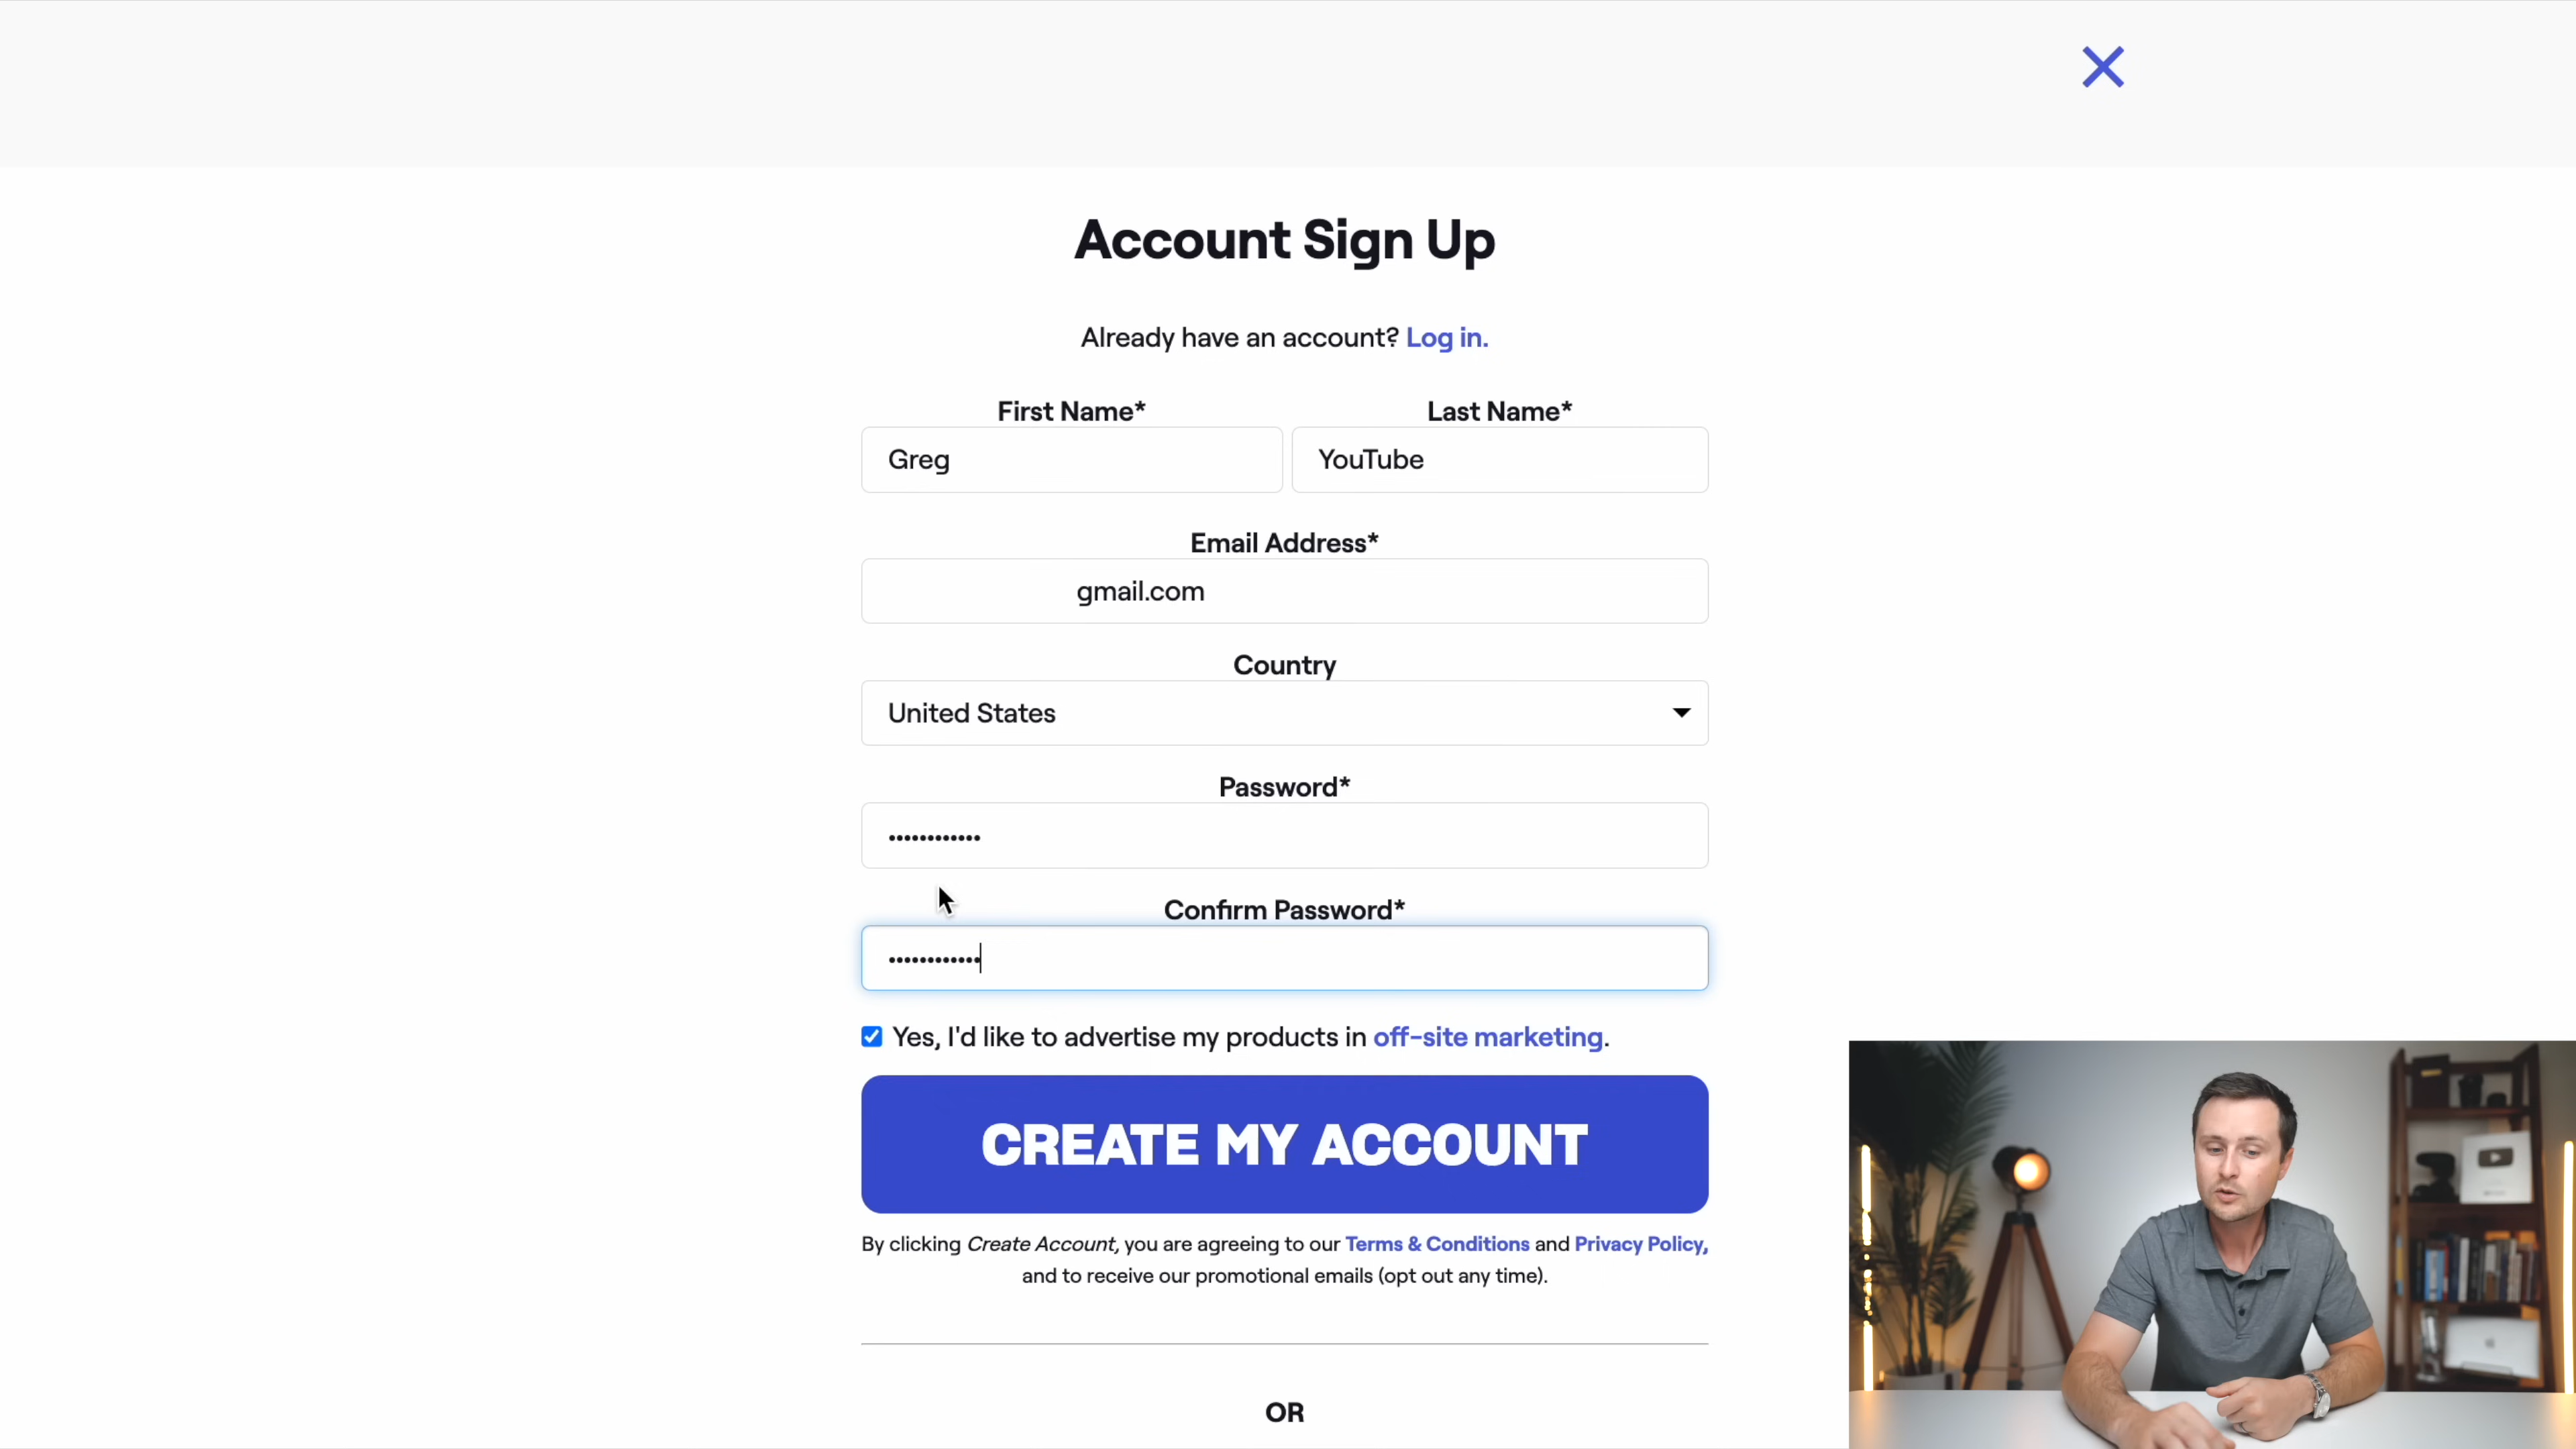 Account Sign Up
Already have an account? Log in.
First Name*
Last Name*
Greg
YouTube
Email Address*
gmail.com
Country
United States
Password*
••••••••••••
Confirm Password*
••••••••••••
Yes, I'd like to advertise my products in off-site marketing.
CREATE MY ACCOUNT
By clicking Create Account, you are agreeing to our Terms & Conditions and Privacy Policy,
and to receive our promotional emails (opt out any time).
OR